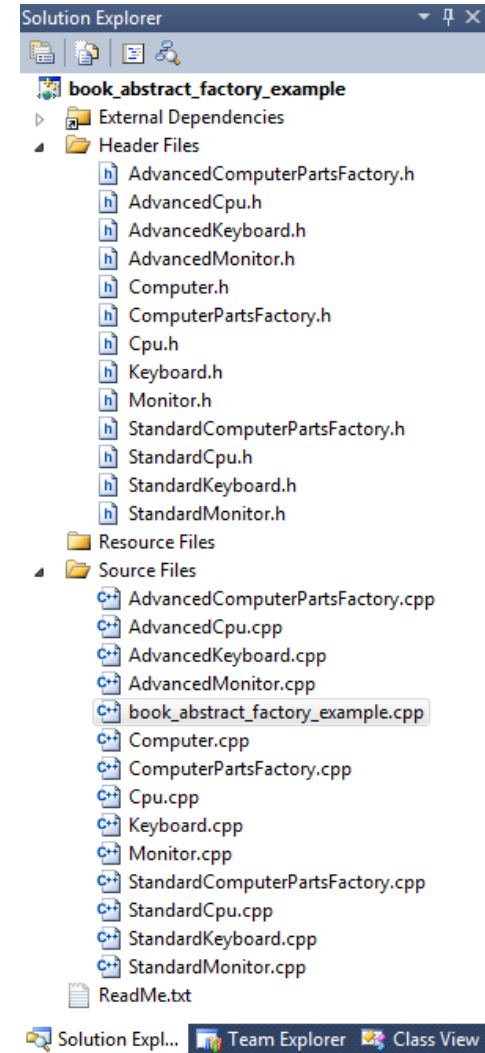 Solution Explorer
book_abstract_factory_example
External Dependencies
Header Files
h AdvancedComputerPartsFactory.h
h AdvancedCpu.h
h AdvancedKeyboard.h
h AdvancedMonitor.h
h Computer.h
h ComputerPartsFactory.h
h Cpu.h
h Keyboard.h
h Monitor.h
h StandardComputerPartsFactory.h
h StandardCpu.h
h StandardKeyboard.h
h StandardMonitor.h
Resource Files
Source Files
C++ AdvancedComputerPartsFactory.cpp
C++ AdvancedCpu.cpp
C++ AdvancedKeyboard.cpp
C++ AdvancedMonitor.cpp
C++ book_abstract_factory_example.cpp
C++ Computer.cpp
C++ ComputerPartsFactory.cpp
C++ Cpu.cpp
C++ Keyboard.cpp
C++ Monitor.cpp
C++ StandardComputerPartsFactory.cpp
C++ StandardCpu.cpp
C++ StandardKeyboard.cpp
C++ StandardMonitor.cpp
ReadMe.txt
Solution Expl... Team Explorer Class View